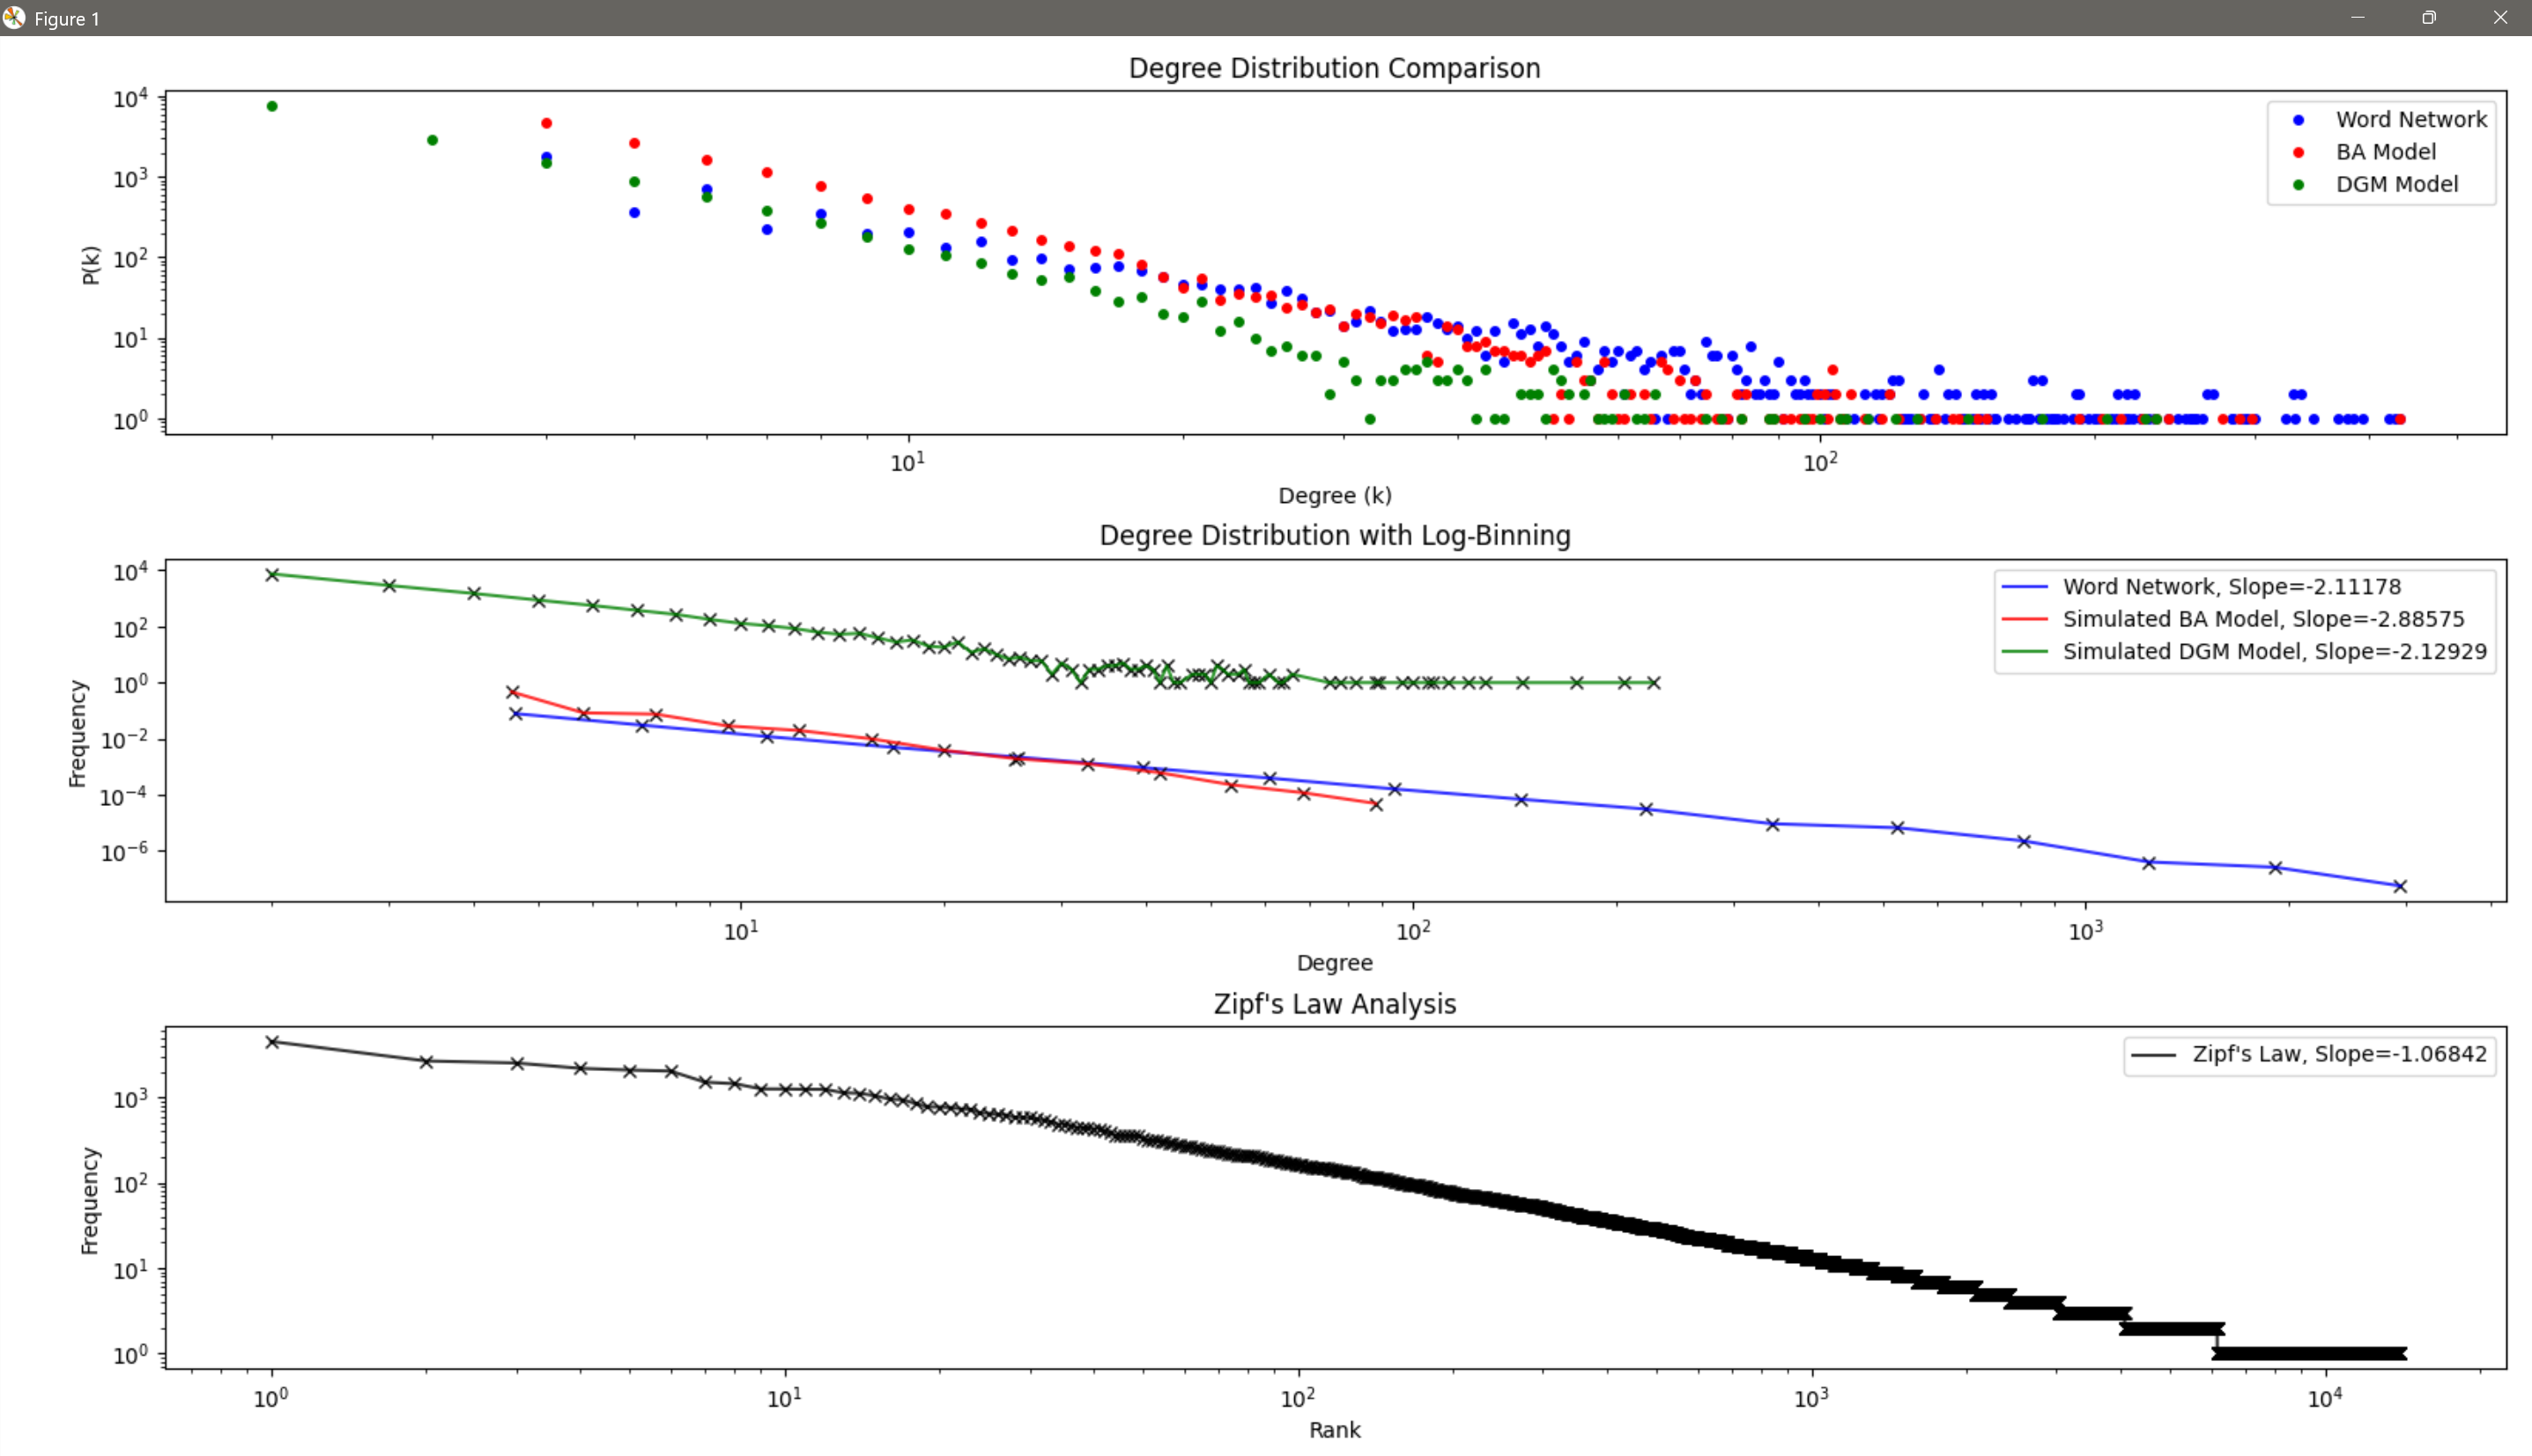 Figure 1
Degree Distribution Comparison
10^4
10^3
10^2
10^1
10^0
P(k)
Word Network
BA Model
DGM Model
10^1
10^2
Degree (k)
Degree Distribution with Log-Binning
10^4
10^2
10^0
10^−2
10^−4
10^−6
Frequency
Word Network, Slope=-2.11178
Simulated BA Model, Slope=-2.88575
Simulated DGM Model, Slope=-2.12929
10^1
10^2
10^3
Degree
Zipf's Law Analysis
10^3
10^2
10^1
10^0
Frequency
Zipf's Law, Slope=-1.06842
10^0
10^1
10^2
10^3
10^4
Rank